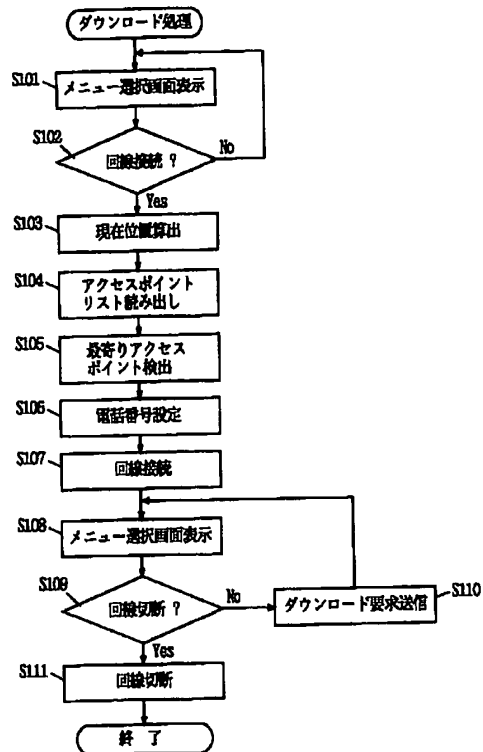 ダウンロード処理
S101
メニュー選択画面表示
S102
回線接続 ?
No
Yes
S103
現在位置算出
S104
アクセスポイント
リスト読み出し
S105
最寄りアクセス
ポイント検出
S106
電話番号設定
S107
回線接続
S108
メニュー選択画面表示
S109
回線切断 ?
No
ダウンロード要求送信
S110
Yes
S111
回線切断
終 了